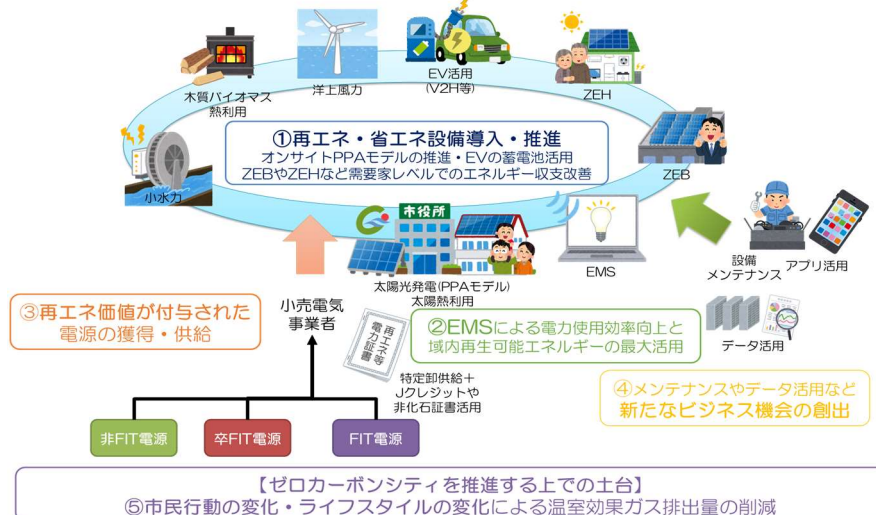 木質バイオマス
熱利用
洋上風力
EV活用
(V2H等)
ZEH
①再エネ・省エネ設備導入・推進
オンサイトPPAモデルの推進・EVの蓄電池活用
ZEBやZEHなど需要家レベルでのエネルギー収支改善
ZEB
小水力
市役所
EMS
太陽光発電(PPAモデル)
太陽熱利用
設備
メンテナンス
アプリ活用
③再エネ価値が付与された
電源の獲得・供給
小売電気
事業者
再エネ等
電力証書
②EMSによる電力使用効率向上と
域内再生可能エネルギーの最大活用
データ活用
特定卸供給＋
Jクレジットや
非化石証書活用
④メンテナンスやデータ活用など
新たなビジネス機会の創出
非FIT電源
卒FIT電源
FIT電源
【ゼロカーボンシティを推進する上での土台】
⑤市民行動の変化・ライフスタイルの変化による温室効果ガス排出量の削減